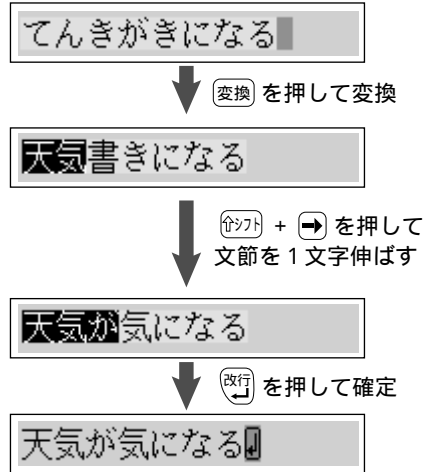 てんきがきになる
変換 を押して変換
天気書きになる
⇧シフト + ➡ を押して
文節を1文字伸ばす
天気が気になる
改行 ↵ を押して確定
天気が気になる↲